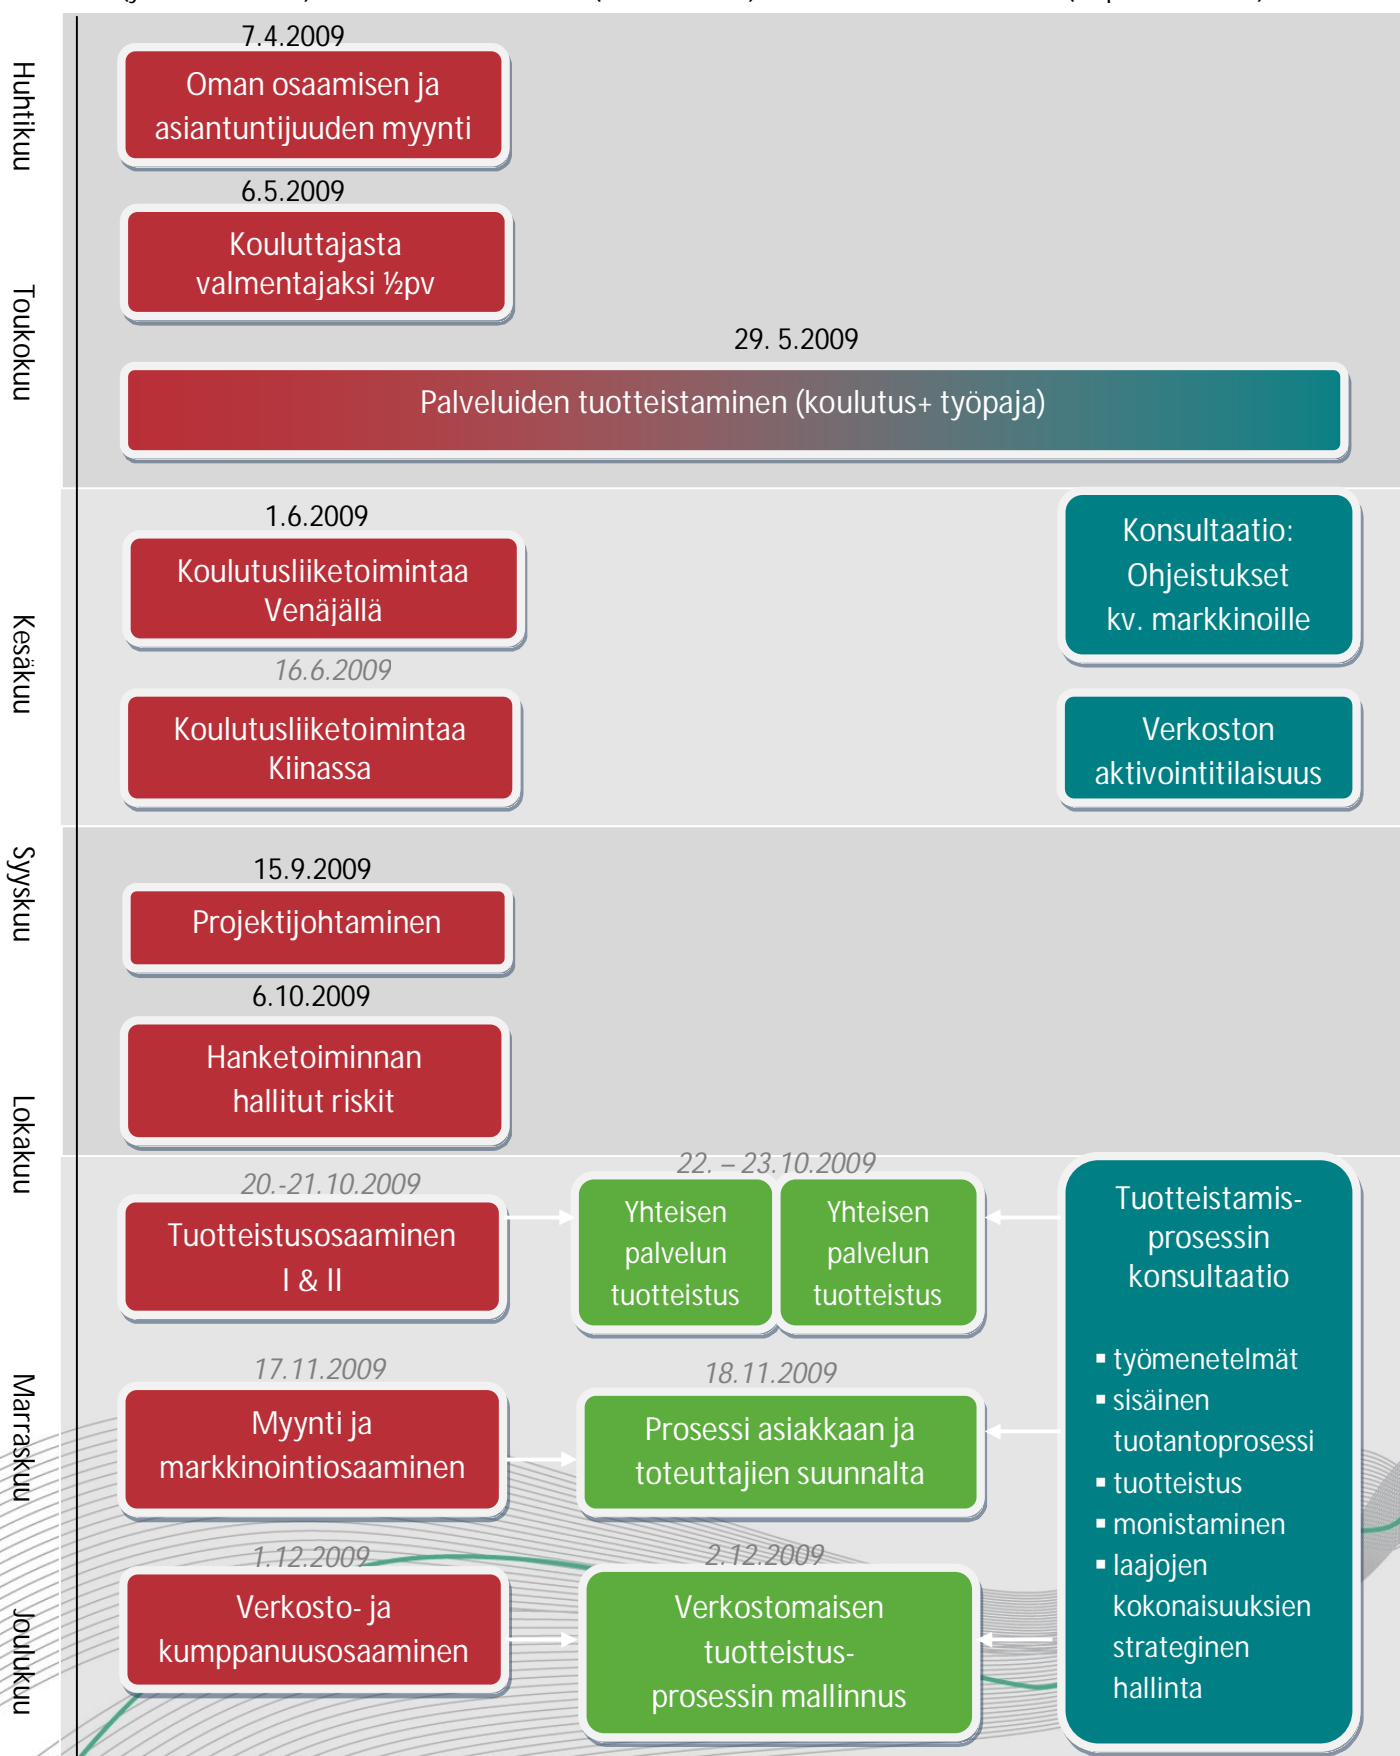 Huhtikuu
7.4.2009
Oman osaamisen ja
asiantuntijuuden myynti
Toukokuu
6.5.2009
Kouluttajasta
valmentajaksi ½pv
29. 5.2009
Palveluiden tuotteistaminen (koulutus+ työpaja)
Kesäkuu
1.6.2009
Koulutusliiketoimintaa
Venäjällä
16.6.2009
Koulutusliiketoimintaa
Kiinassa
Konsultaatio:
Ohjeistukset
kv. markkinoille
Verkoston
aktivointitilaisuus
Syyskuu
15.9.2009
Projektijohtaminen
Lokakuu
6.10.2009
Hanketoiminnan
hallitut riskit
20.-21.10.2009
Tuotteistusosaaminen
I & II
22. – 23.10.2009
Yhteisen
palvelun
tuotteistus
Yhteisen
palvelun
tuotteistus
Marraskuu
17.11.2009
Myynti ja
markkinointiosaaminen
18.11.2009
Prosessi asiakkaan ja
toteuttajien suunnalta
Joulukuu
1.12.2009
Verkosto- ja
kumppanuusosaaminen
2.12.2009
Verkostomaisen
tuotteistus-
prosessin mallinnus
Tuotteistamis-
prosessin
konsultaatio
▪ työmenetelmät
▪ sisäinen
tuotantoprosessi
▪ tuotteistus
▪ monistaminen
▪ laajojen
kokonaisuuksien
strateginen
hallinta